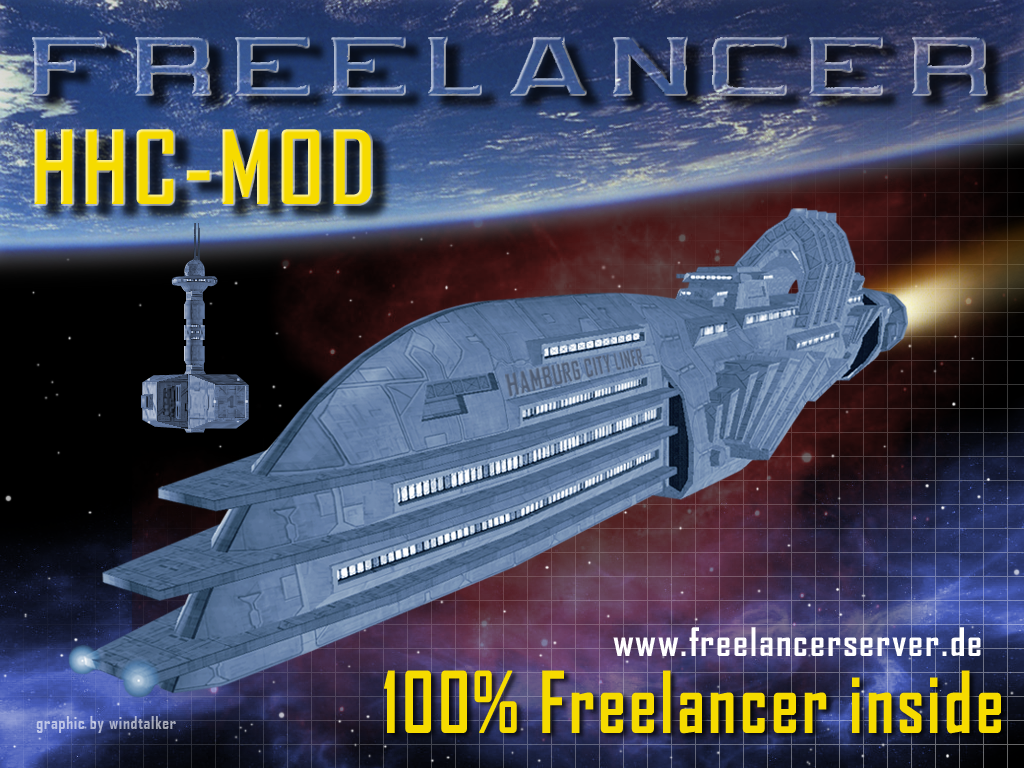 FREELANCER
HHC-MOD
HAMBURG CITY LINER
www.freelancerserver.de
100% Freelancer inside
graphic by windtalker